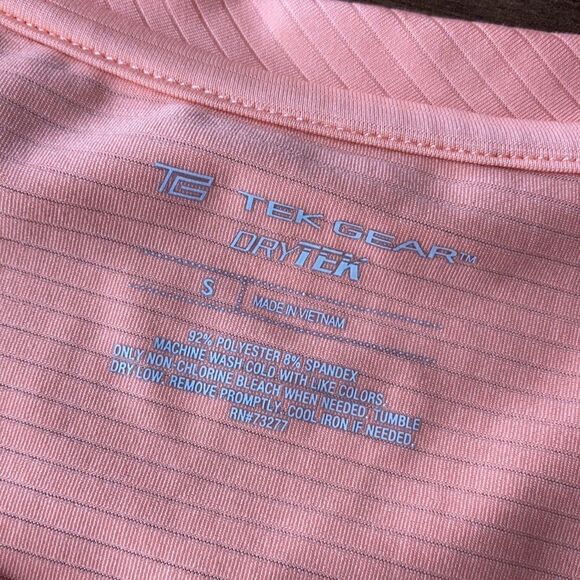 TG TEK GEAR™
DRYTEK
S MADE IN VIETNAM
92% POLYESTER 8% SPANDEX
MACHINE WASH COLD WITH LIKE COLORS.
ONLY NON-CHLORINE BLEACH WHEN NEEDED. TUMBLE
DRY LOW. REMOVE PROMPTLY. COOL IRON IF NEEDED.
RN#73277